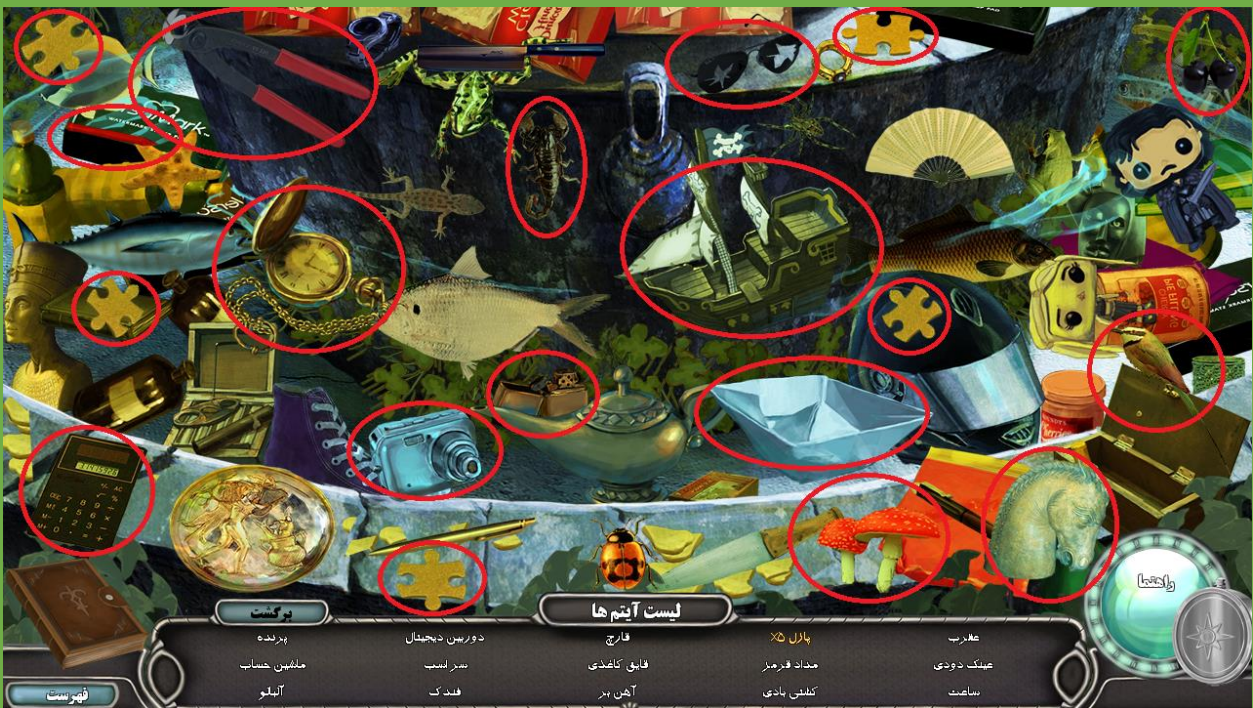 راهنما
برگشت
لیست آیتم ها
عقرب
پازل 5X
قارچ
دوربین دیجیتال
پرنده
عینک دودی
مداد قرمز
قایق کاغذی
سر اسب
ماشین حساب
ساعت
کشتی بادی
آهن بر
فندک
آلبالو
فهرست